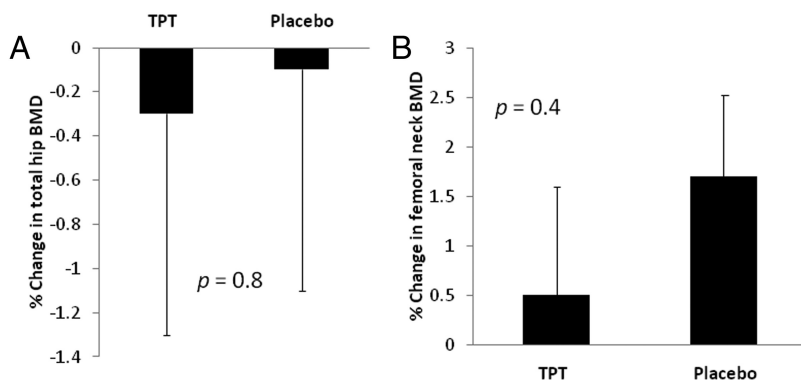 A
TPT Placebo
% Change in total hip BMD
0
-0.2
-0.4
-0.6
-0.8
-1
-1.2
-1.4
p = 0.8
B
% Change in femoral neck BMD
3
2.5
2
1.5
1
0.5
0
p = 0.4
TPT Placebo